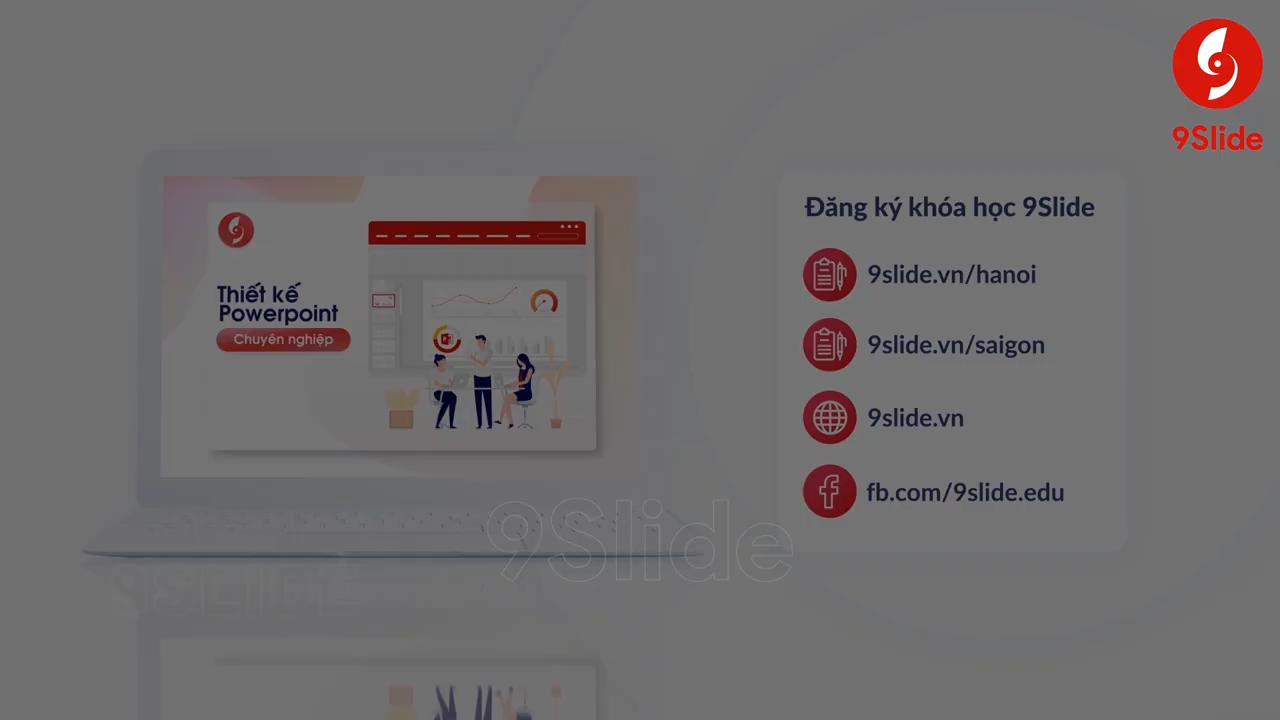 9Slide
Thiết kế
Powerpoint
Chuyên nghiệp
Đăng ký khóa học 9Slide
9slide.vn/hanoi
9slide.vn/saigon
9slide.vn
fb.com/9slide.edu
9Slide